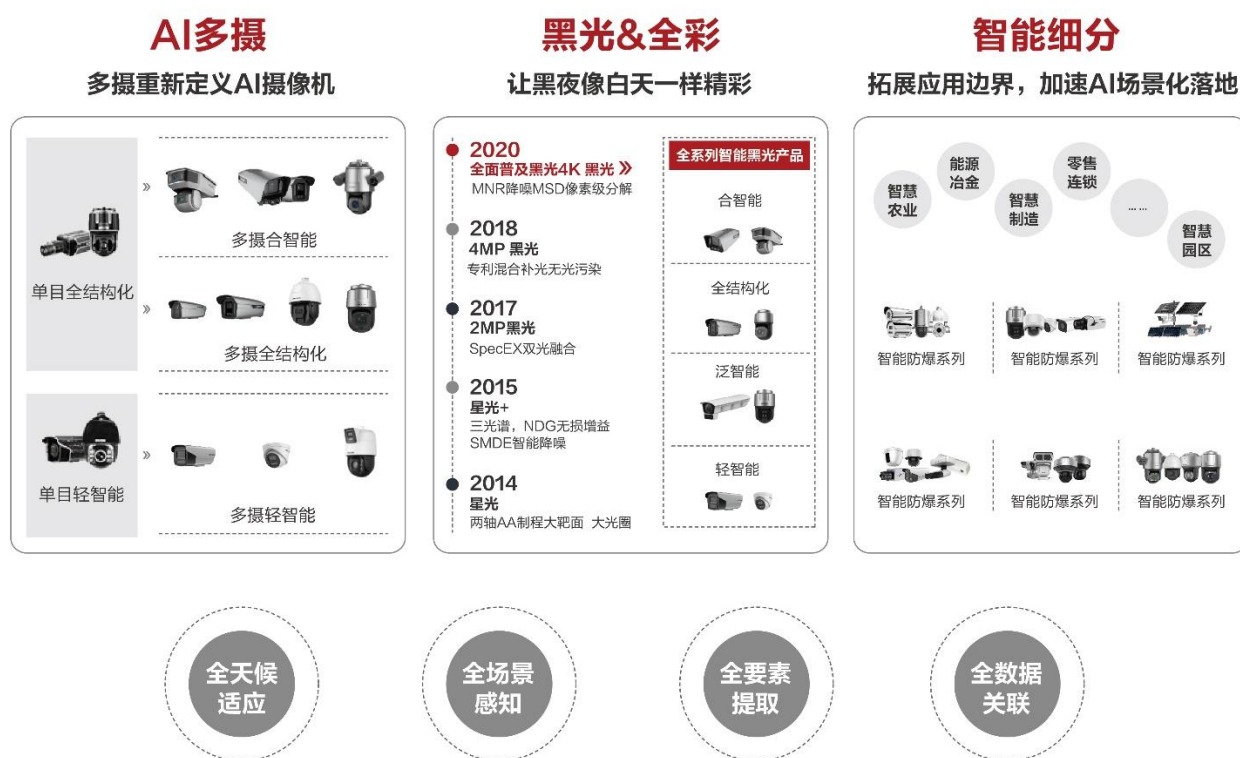 AI多摄
多摄重新定义AI摄像机
单目全结构化
»
多摄合智能
»
多摄全结构化
单目轻智能
»
多摄轻智能
黑光&全彩
让黑夜像白天一样精彩
2020
全面普及黑光4K 黑光 »
MNR降噪MSD像素级分解
2018
4MP 黑光
专利混合补光无光污染
2017
2MP黑光
SpecEX双光融合
2015
星光+
三光谱，NDG无损增益
SMDE智能降噪
2014
星光
两轴AA制程大靶面 大光圈
全系列智能黑光产品
合智能
全结构化
泛智能
轻智能
智能细分
拓展应用边界，加速AI场景化落地
智慧
农业
能源
冶金
智慧
制造
零售
连锁
……
智慧
园区
智能防爆系列
智能防爆系列
智能防爆系列
智能防爆系列
智能防爆系列
智能防爆系列
全天候
适应
全场景
感知
全要素
提取
全数据
关联